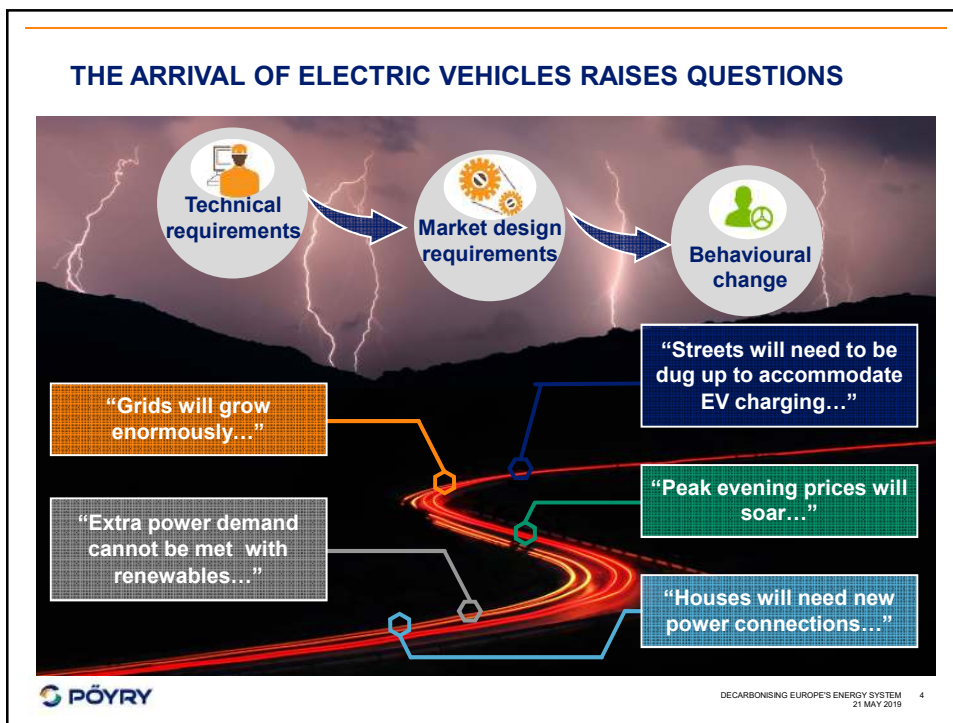 THE ARRIVAL OF ELECTRIC VEHICLES RAISES QUESTIONS
Technical
requirements
Market design
requirements
Behavioural
change
“Streets will need to be
dug up to accommodate
EV charging…”
“Grids will grow
enormously…”
“Peak evening prices will
soar…”
“Extra power demand
cannot be met with
renewables…”
“Houses will need new
power connections…”
PÖYRY
DECARBONISING EUROPE'S ENERGY SYSTEM 4
21 MAY 2019